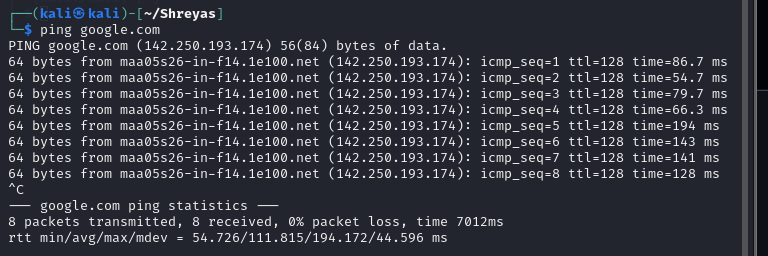 ┌──(kali㉿kali)-[~/Shreyas]
└─$ ping google.com
PING google.com (142.250.193.174) 56(84) bytes of data.
64 bytes from maa05s26-in-f14.1e100.net (142.250.193.174): icmp_seq=1 ttl=128 time=86.7 ms
64 bytes from maa05s26-in-f14.1e100.net (142.250.193.174): icmp_seq=2 ttl=128 time=54.7 ms
64 bytes from maa05s26-in-f14.1e100.net (142.250.193.174): icmp_seq=3 ttl=128 time=79.7 ms
64 bytes from maa05s26-in-f14.1e100.net (142.250.193.174): icmp_seq=4 ttl=128 time=66.3 ms
64 bytes from maa05s26-in-f14.1e100.net (142.250.193.174): icmp_seq=5 ttl=128 time=194 ms
64 bytes from maa05s26-in-f14.1e100.net (142.250.193.174): icmp_seq=6 ttl=128 time=143 ms
64 bytes from maa05s26-in-f14.1e100.net (142.250.193.174): icmp_seq=7 ttl=128 time=141 ms
64 bytes from maa05s26-in-f14.1e100.net (142.250.193.174): icmp_seq=8 ttl=128 time=128 ms
^C
--- google.com ping statistics ---
8 packets transmitted, 8 received, 0% packet loss, time 7012ms
rtt min/avg/max/mdev = 54.726/111.815/194.172/44.596 ms